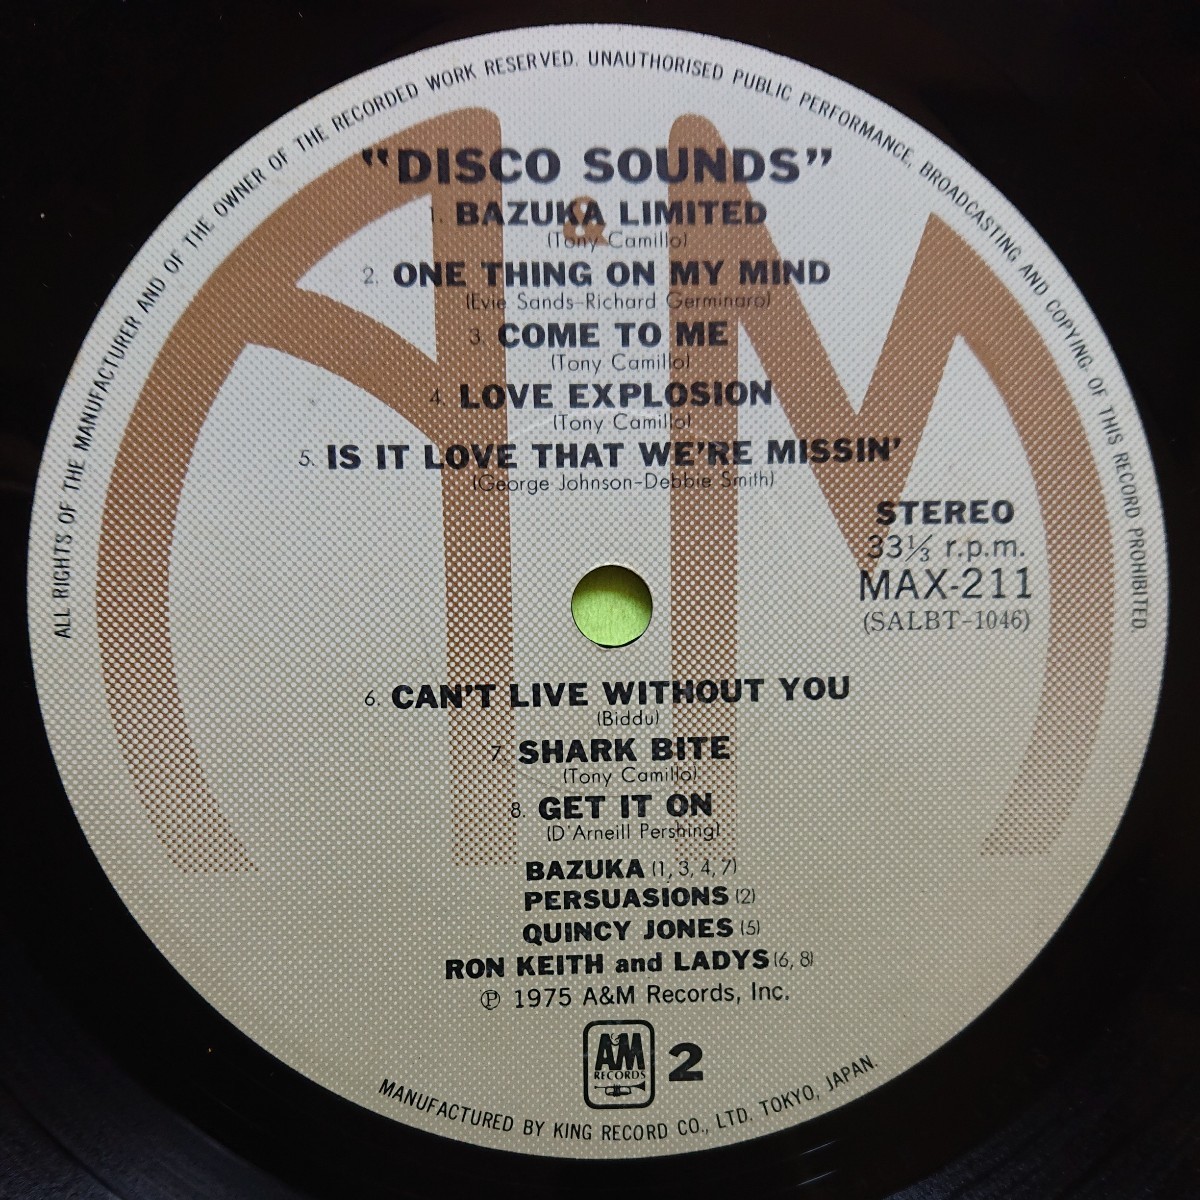 ALL RIGHTS OF THE MANUFACTURER AND OF THE OWNER OF THE RECORDED WORK RESERVED. UNAUTHORISED PUBLIC PERFORMANCE, BROADCASTING AND COPYING OF THIS RECORD PROHIBITED.
"DISCO SOUNDS"
1. BAZUKA LIMITED
(Tony Camillo)
2. ONE THING ON MY MIND
(Evie Sands-Richard Germinaro)
3. COME TO ME
(Tony Camillo)
4. LOVE EXPLOSION
(Tony Camillo)
5. IS IT LOVE THAT WE'RE MISSIN'
(George Johnson-Debbie Smith)
STEREO
33⅓ r.p.m.
MAX-211
(SALBT-1046)
6. CAN'T LIVE WITHOUT YOU
(Biddu)
7. SHARK BITE
(Tony Camillo)
8. GET IT ON
(D'Arneill Pershing)
BAZUKA (1, 3, 4, 7)
PERSUASIONS (2)
QUINCY JONES (5)
RON KEITH and LADYS (6, 8)
℗ 1975 A&M Records, Inc.
A&M
RECORDS
2
MANUFACTURED BY KING RECORD CO., LTD. TOKYO, JAPAN.